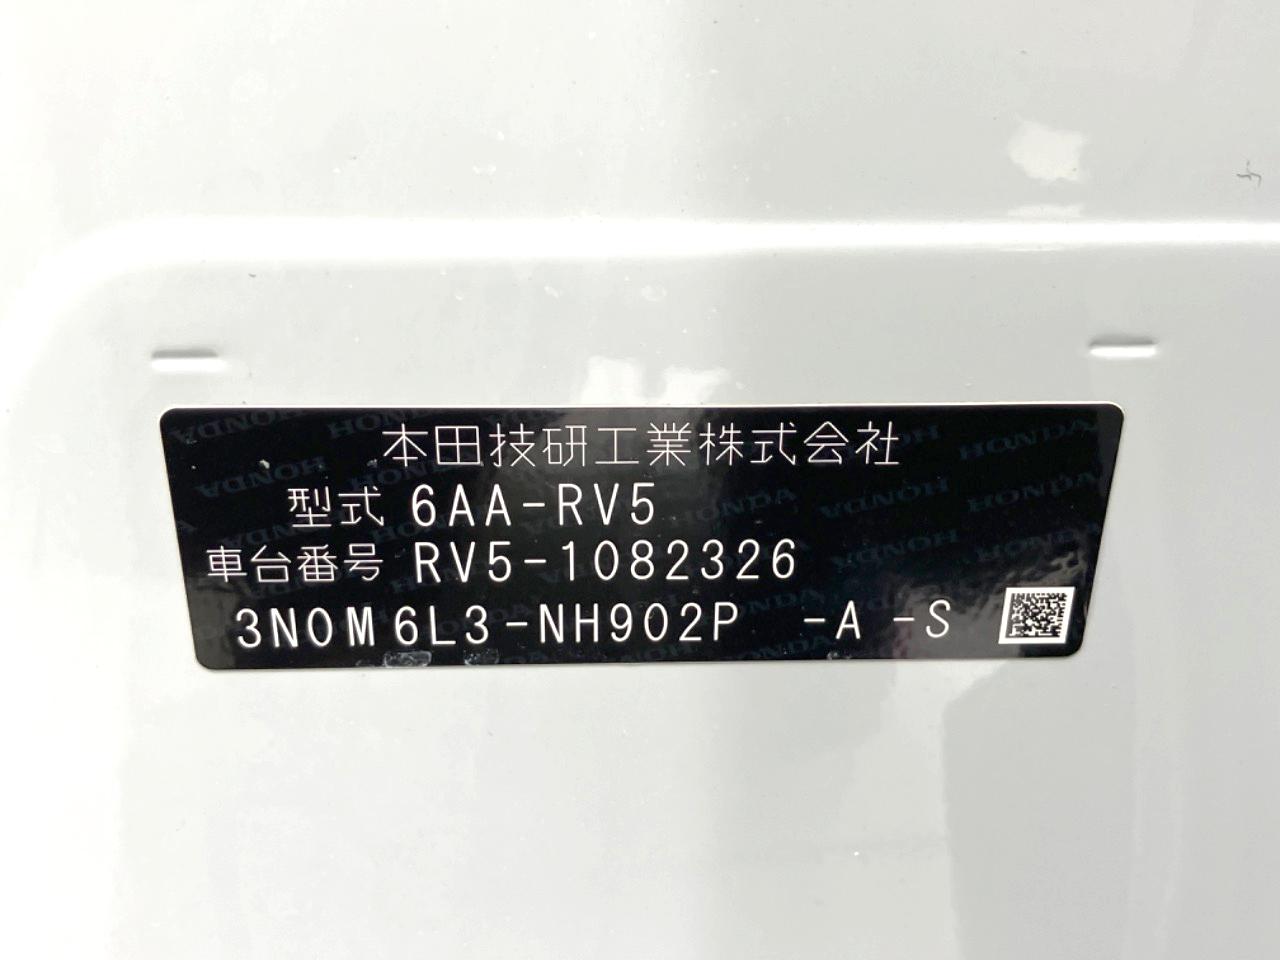 本田技研工業株式会社
型式 6AA-RV5
車台番号 RV5-1082326
3N0M6L3-NH902P -A -S